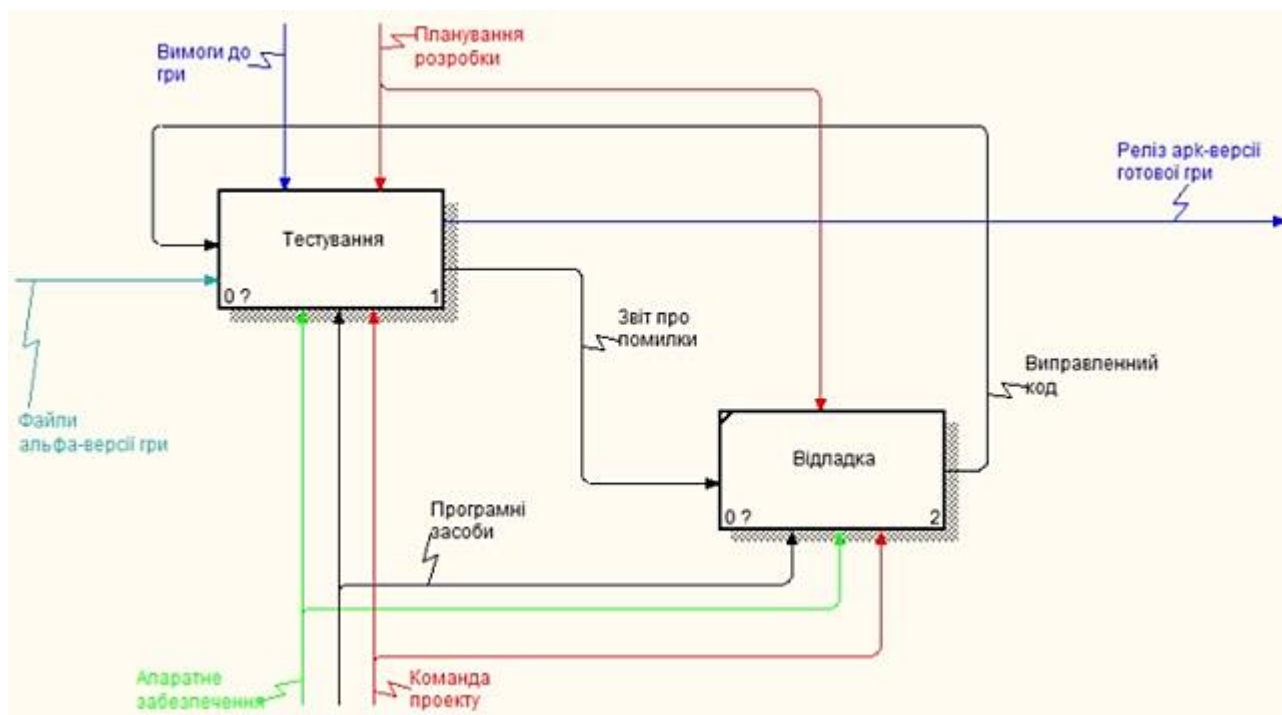 Вимоги до
гри
Планування
розробки
Реліз apk-версії
готової гри
Тестування
0 ?
1
Звіт про
помилки
Виправленний
код
Файли
альфа-версії гри
Відладка
0 ?
2
Програмні
засоби
Апаратне
забезпечення
Команда
проекту